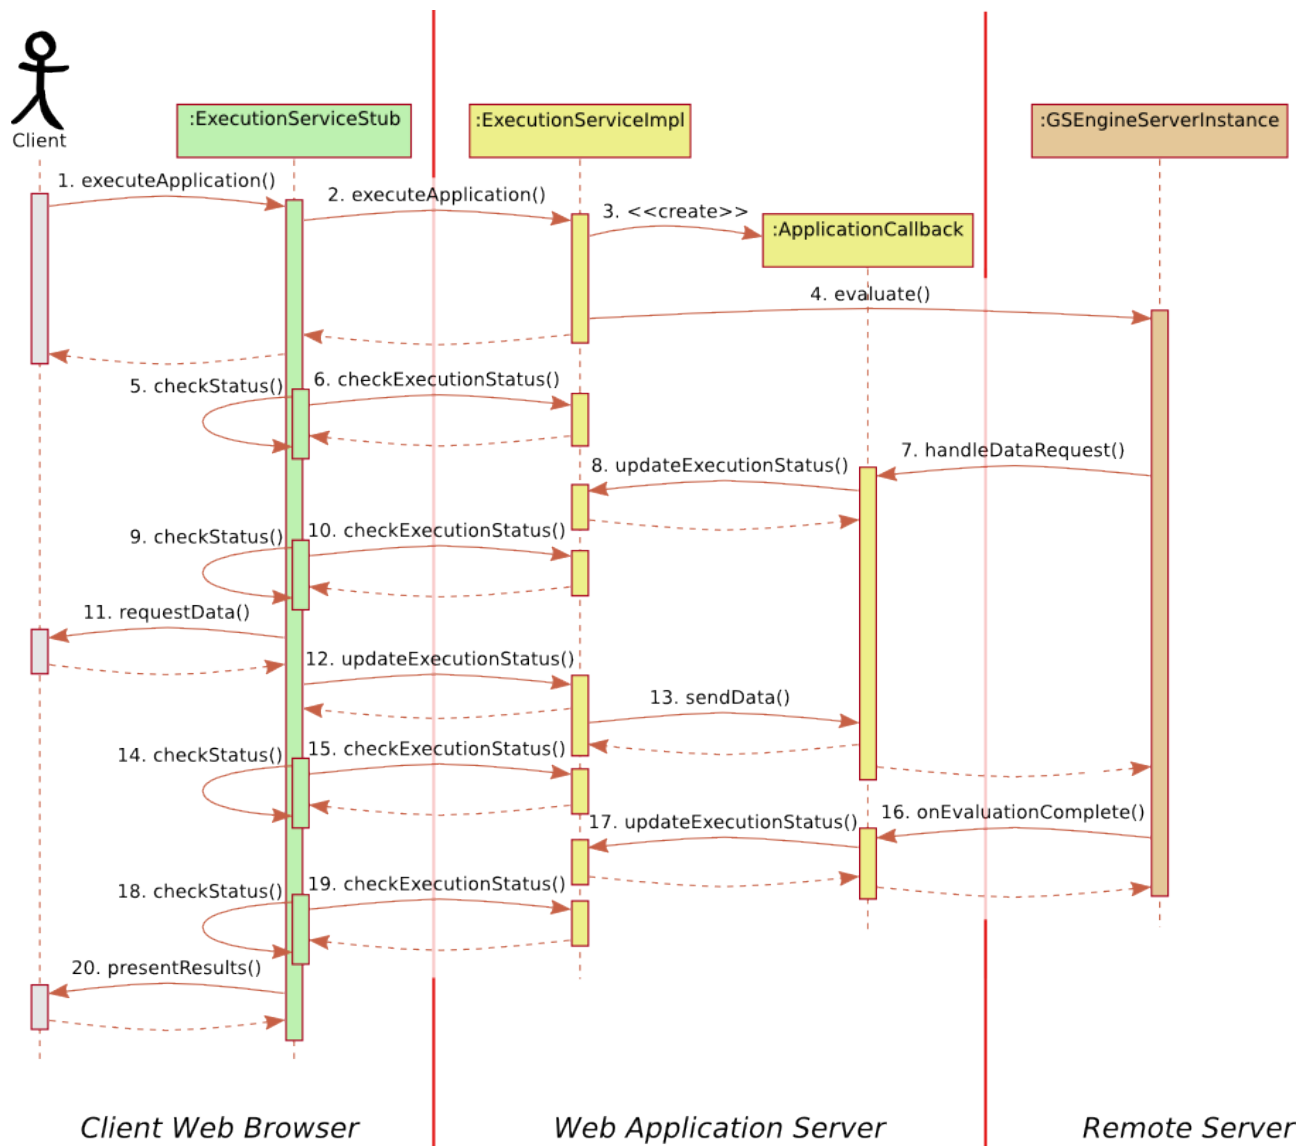 Client
:ExecutionServiceStub
:ExecutionServiceImpl
:GSEngineServerInstance
1. executeApplication()
2. executeApplication()
3. <<create>>
:ApplicationCallback
4. evaluate()
5. checkStatus()
6. checkExecutionStatus()
7. handleDataRequest()
8. updateExecutionStatus()
9. checkStatus()
10. checkExecutionStatus()
11. requestData()
12. updateExecutionStatus()
13. sendData()
14. checkStatus()
15. checkExecutionStatus()
16. onEvaluationComplete()
17. updateExecutionStatus()
18. checkStatus()
19. checkExecutionStatus()
20. presentResults()
Client Web Browser
Web Application Server
Remote Server